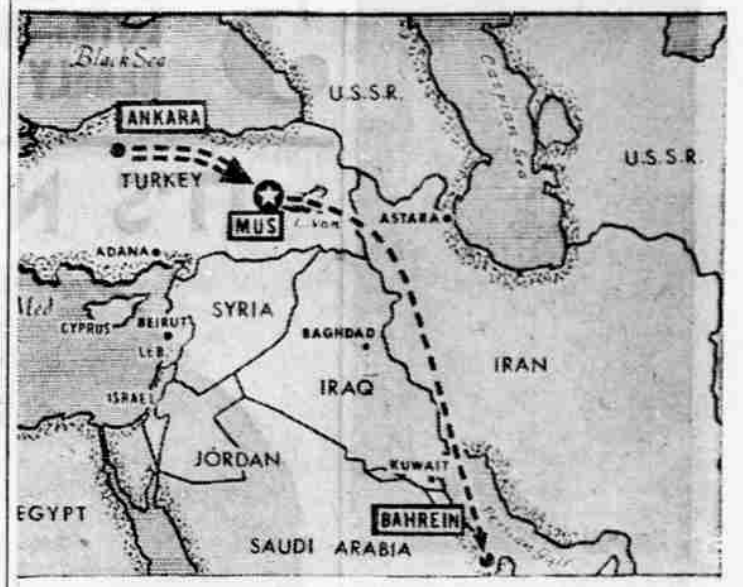 Black Sea
U.S.S.R.
Caspian Sea
ANKARA
U.S.S.R.
TURKEY
MUS
L. Van
ASTARA
ADANA
Med
CYPRUS
BEIRUT
SYRIA
LEB.
BAGHDAD
IRAN
IRAQ
ISRAEL
JORDAN
KUWAIT
EGYPT
BAHREIN
Persian Gulf
SAUDI ARABIA